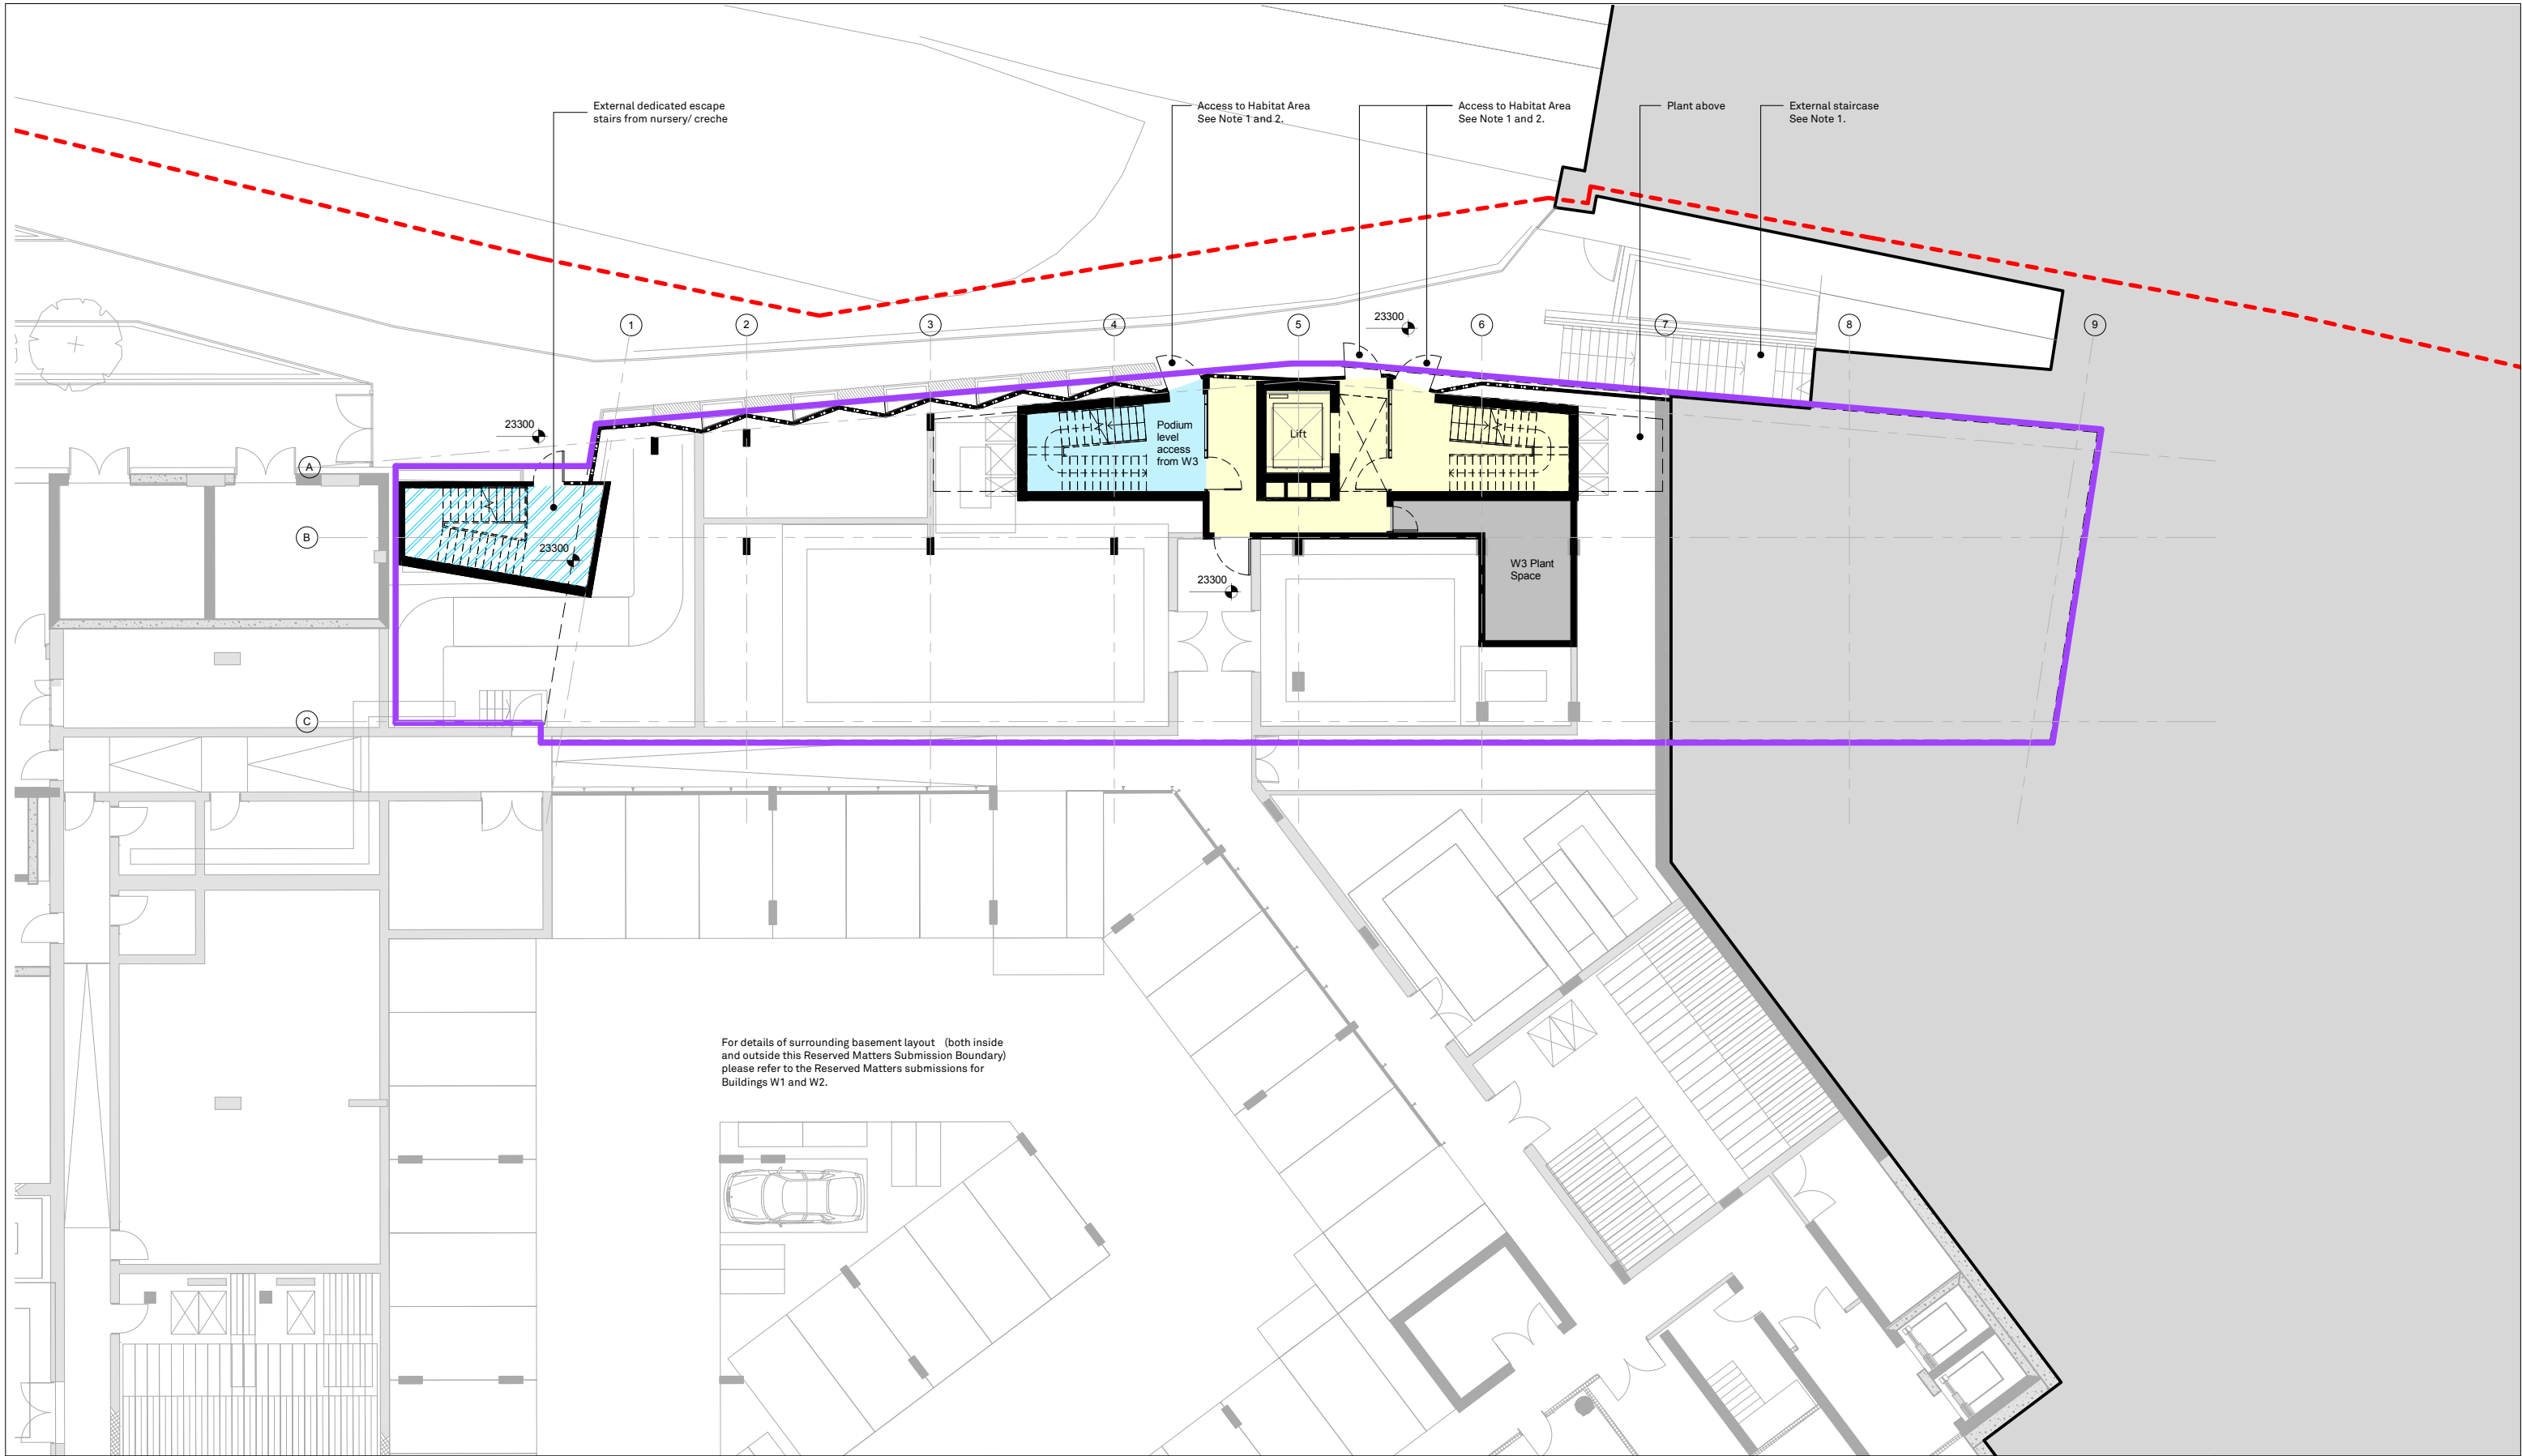 External dedicated escape
stairs from nursery/ creche
Access to Habitat Area
See Note 1 and 2.
Access to Habitat Area
See Note 1 and 2.
Plant above
External staircase
See Note 1.
1
2
3
4
5
23300
6
7
8
9
23300
A
Podium
level
access
from W3
Lift
B
23300
23300
W3 Plant
Space
C
For details of surrounding basement layout (both inside
and outside this Reserved Matters Submission Boundary)
please refer to the Reserved Matters submissions for
Buildings W1 and W2.